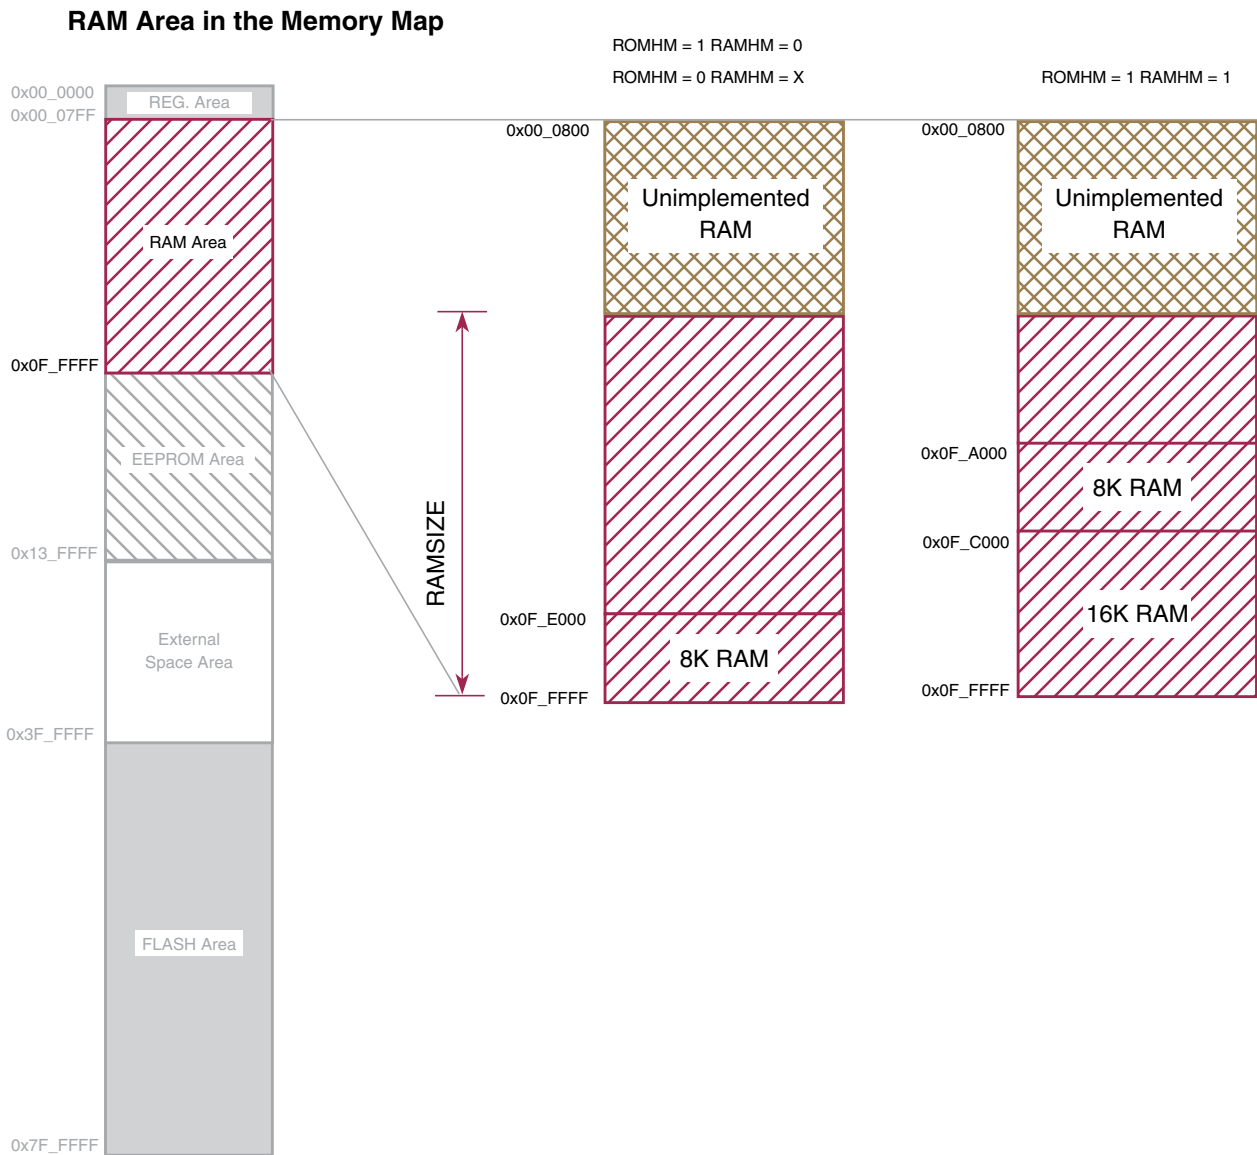 RAM Area in the Memory Map
ROMHM = 1 RAMHM = 0
ROMHM = 0 RAMHM = X
ROMHM = 1 RAMHM = 1
0x00_0000
REG. Area
0x00_07FF
RAM Area
0x0F_FFFF
EEPROM Area
0x13_FFFF
External
Space Area
0x3F_FFFF
FLASH Area
0x7F_FFFF
RAMSIZE
0x00_0800
Unimplemented
RAM
0x0F_E000
8K RAM
0x0F_FFFF
0x00_0800
Unimplemented
RAM
0x0F_A000
8K RAM
0x0F_C000
16K RAM
0x0F_FFFF